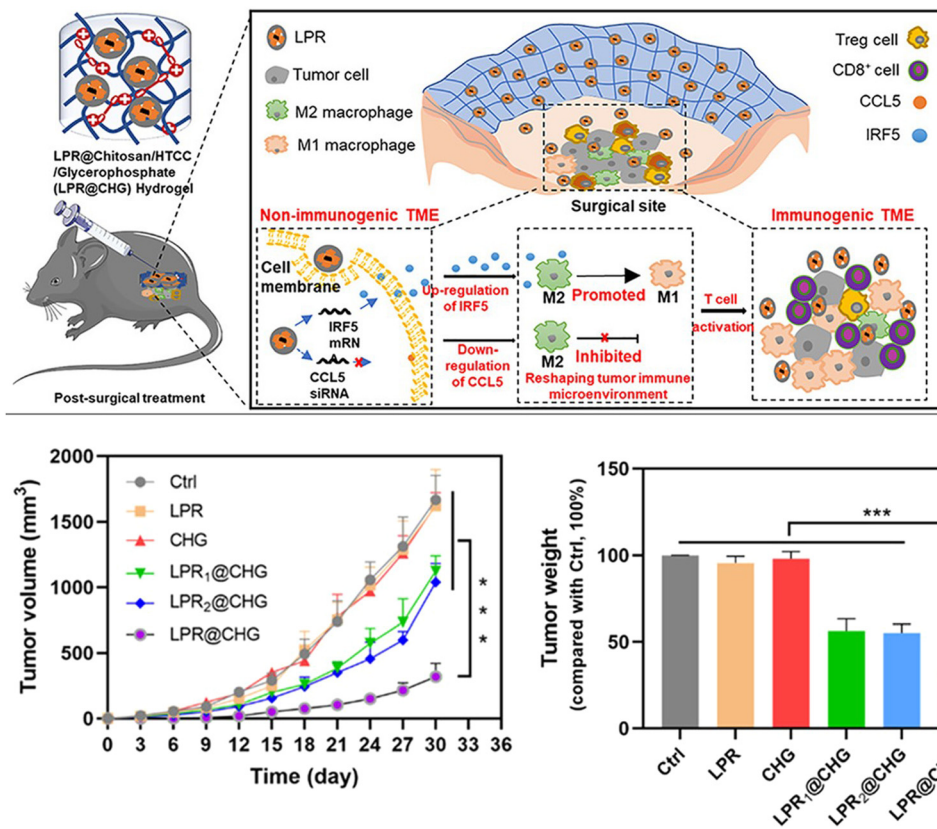 LPR@Chitosan/HTCC
/Glycerophosphate
(LPR@CHG) Hydrogel
Post-surgical treatment
LPR
Tumor cell
M2 macrophage
M1 macrophage
Treg cell
CD8⁺ cell
CCL5
IRF5
Surgical site
Non-immunogenic TME
Immunogenic TME
Cell
membrane
IRF5
mRN
CCL5
siRNA
Up-regulation
of IRF5
Down-
regulation
of CCL5
M2
Promoted
M1
M2
Inhibited
Reshaping tumor immune
microenvironment
T cell
activation
Tumor volume (mm³)
2000
1500
1000
500
0
Ctrl
LPR
CHG
LPR₁@CHG
LPR₂@CHG
LPR@CHG
***
0 3 6 9 12 15 18 21 24 27 30 33 36
Time (day)
Tumor weight
(compared with Ctrl, 100%)
150
100
50
0
***
Ctrl
LPR
CHG
LPR₁@CHG
LPR₂@CHG